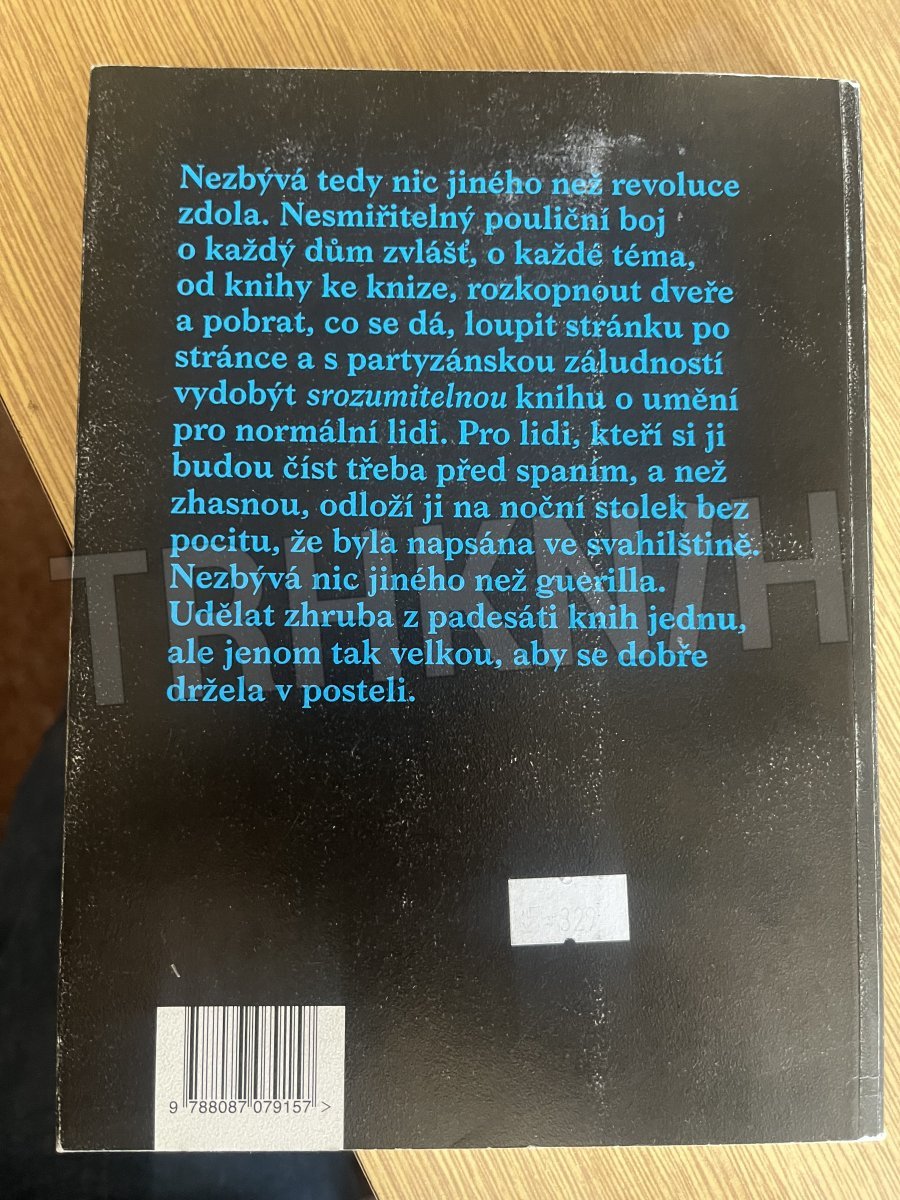 Nezbývá tedy nic jiného než revoluce
zdola. Nesmiřitelný pouliční boj
o každý dům zvlášť, o každé téma,
od knihy ke knize, rozkopnout dveře
a pobrat, co se dá, loupit stránku po
stránce a s partyzánskou záludností
vydobýt srozumitelnou knihu o umění
pro normální lidi. Pro lidi, kteří si ji
budou číst třeba před spaním, a než
zhasnou, odloží ji na noční stolek bez
pocitu, že byla napsána ve svahilštině.
Nezbývá nic jiného než guerilla.
Udělat zhruba z padesáti knih jednu,
ale jenom tak velkou, aby se dobře
držela v posteli.
TRHKNIH
329
9 788087 079157 >